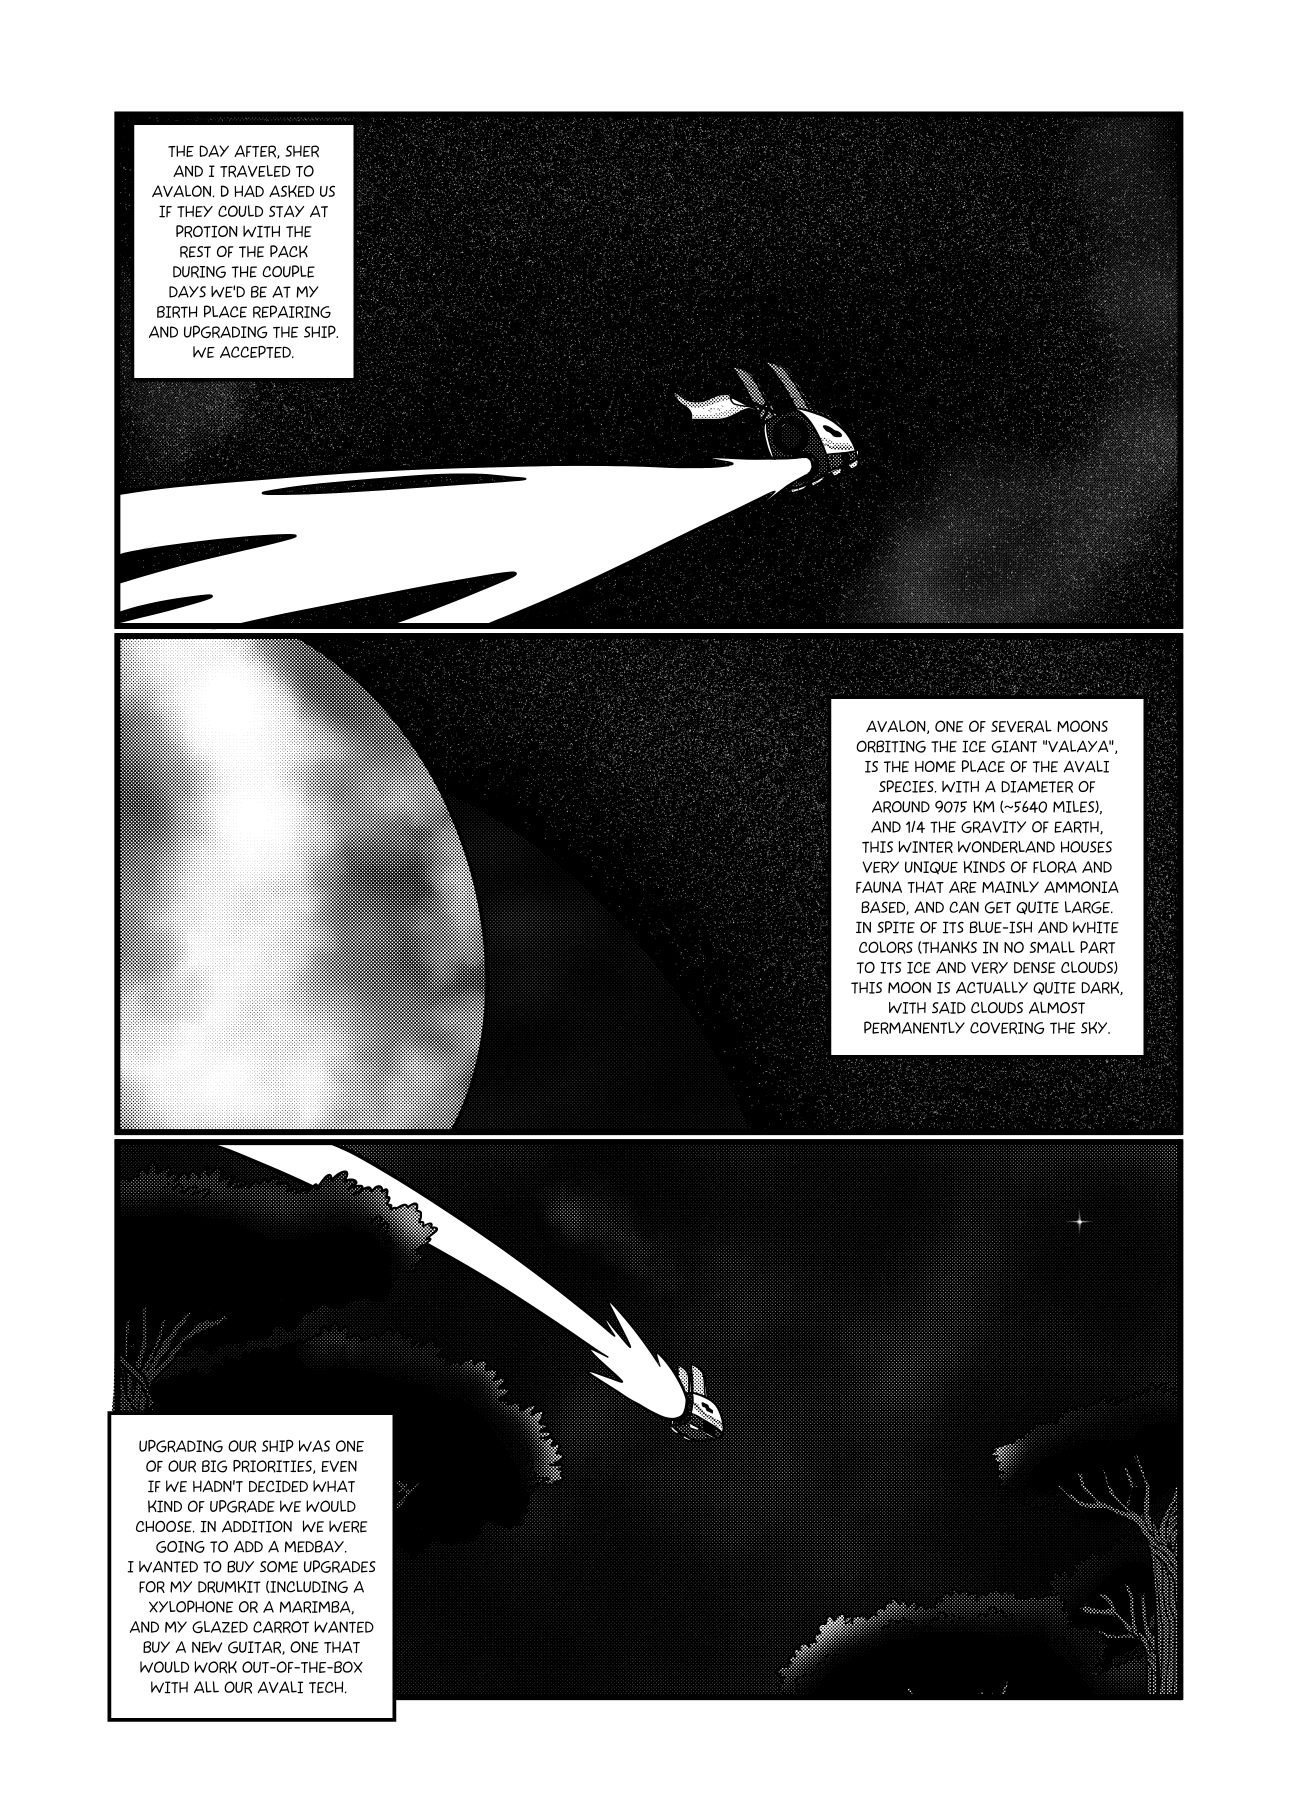 THE DAY AFTER, SHER
AND I TRAVELED TO
AVALON. D HAD ASKED US
IF THEY COULD STAY AT
PROTION WITH THE
REST OF THE PACK
DURING THE COUPLE
DAYS WE'D BE AT MY
BIRTH PLACE REPAIRING
AND UPGRADING THE SHIP.
WE ACCEPTED.
AVALON, ONE OF SEVERAL MOONS
ORBITING THE ICE GIANT "VALAYA",
IS THE HOME PLACE OF THE AVALI
SPECIES. WITH A DIAMETER OF
AROUND 9075 KM (~5640 MILES),
AND 1/4 THE GRAVITY OF EARTH,
THIS WINTER WONDERLAND HOUSES
VERY UNIQUE KINDS OF FLORA AND
FAUNA THAT ARE MAINLY AMMONIA
BASED, AND CAN GET QUITE LARGE.
IN SPITE OF ITS BLUE-ISH AND WHITE
COLORS (THANKS IN NO SMALL PART
TO ITS ICE AND VERY DENSE CLOUDS)
THIS MOON IS ACTUALLY QUITE DARK,
WITH SAID CLOUDS ALMOST
PERMANENTLY COVERING THE SKY.
UPGRADING OUR SHIP WAS ONE
OF OUR BIG PRIORITIES, EVEN
IF WE HADN'T DECIDED WHAT
KIND OF UPGRADE WE WOULD
CHOOSE. IN ADDITION WE WERE
GOING TO ADD A MEDBAY.
I WANTED TO BUY SOME UPGRADES
FOR MY DRUMKIT (INCLUDING A
XYLOPHONE OR A MARIMBA,
AND MY GLAZED CARROT WANTED
BUY A NEW GUITAR, ONE THAT
WOULD WORK OUT-OF-THE-BOX
WITH ALL OUR AVALI TECH.